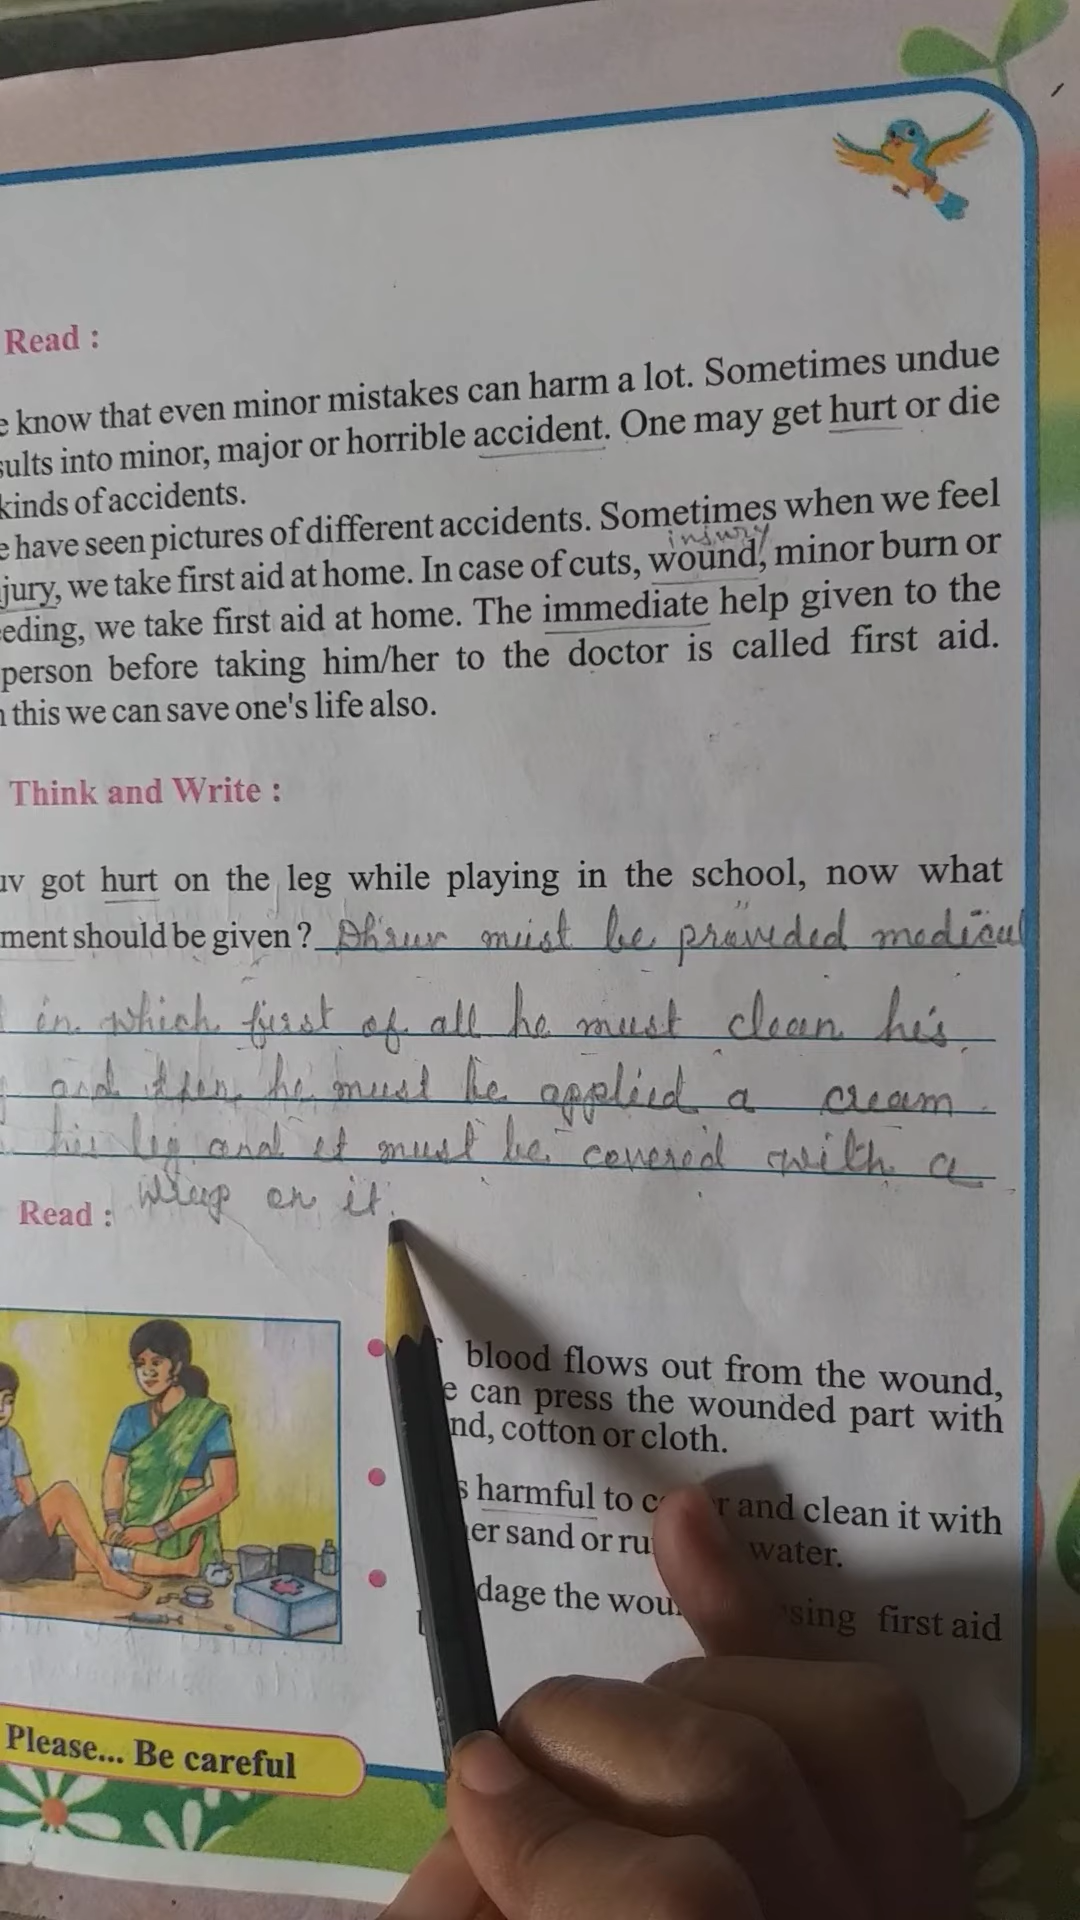 Read :
know that even minor mistakes can harm a lot. Sometimes undue
sults into minor, major or horrible accident. One may get hurt or die
kinds of accidents.
e have seen pictures of different accidents. Sometimes when we feel
injury
jury, we take first aid at home. In case of cuts, wound, minor burn or
eding, we take first aid at home. The immediate help given to the
person before taking him/her to the doctor is called first aid.
this we can save one's life also.
Think and Write :
uv got hurt on the leg while playing in the school, now what
ment should be given? Dhruv must be provided medical
in which first of all he must clean his
and then he must be applied a cream
his leg and it must be covered with a
wrap on it.
Read :
blood flows out from the wound,
e can press the wounded part with
nd, cotton or cloth.
s harmful to and clean it with
er sand or water.
dage the first aid
Please... Be careful